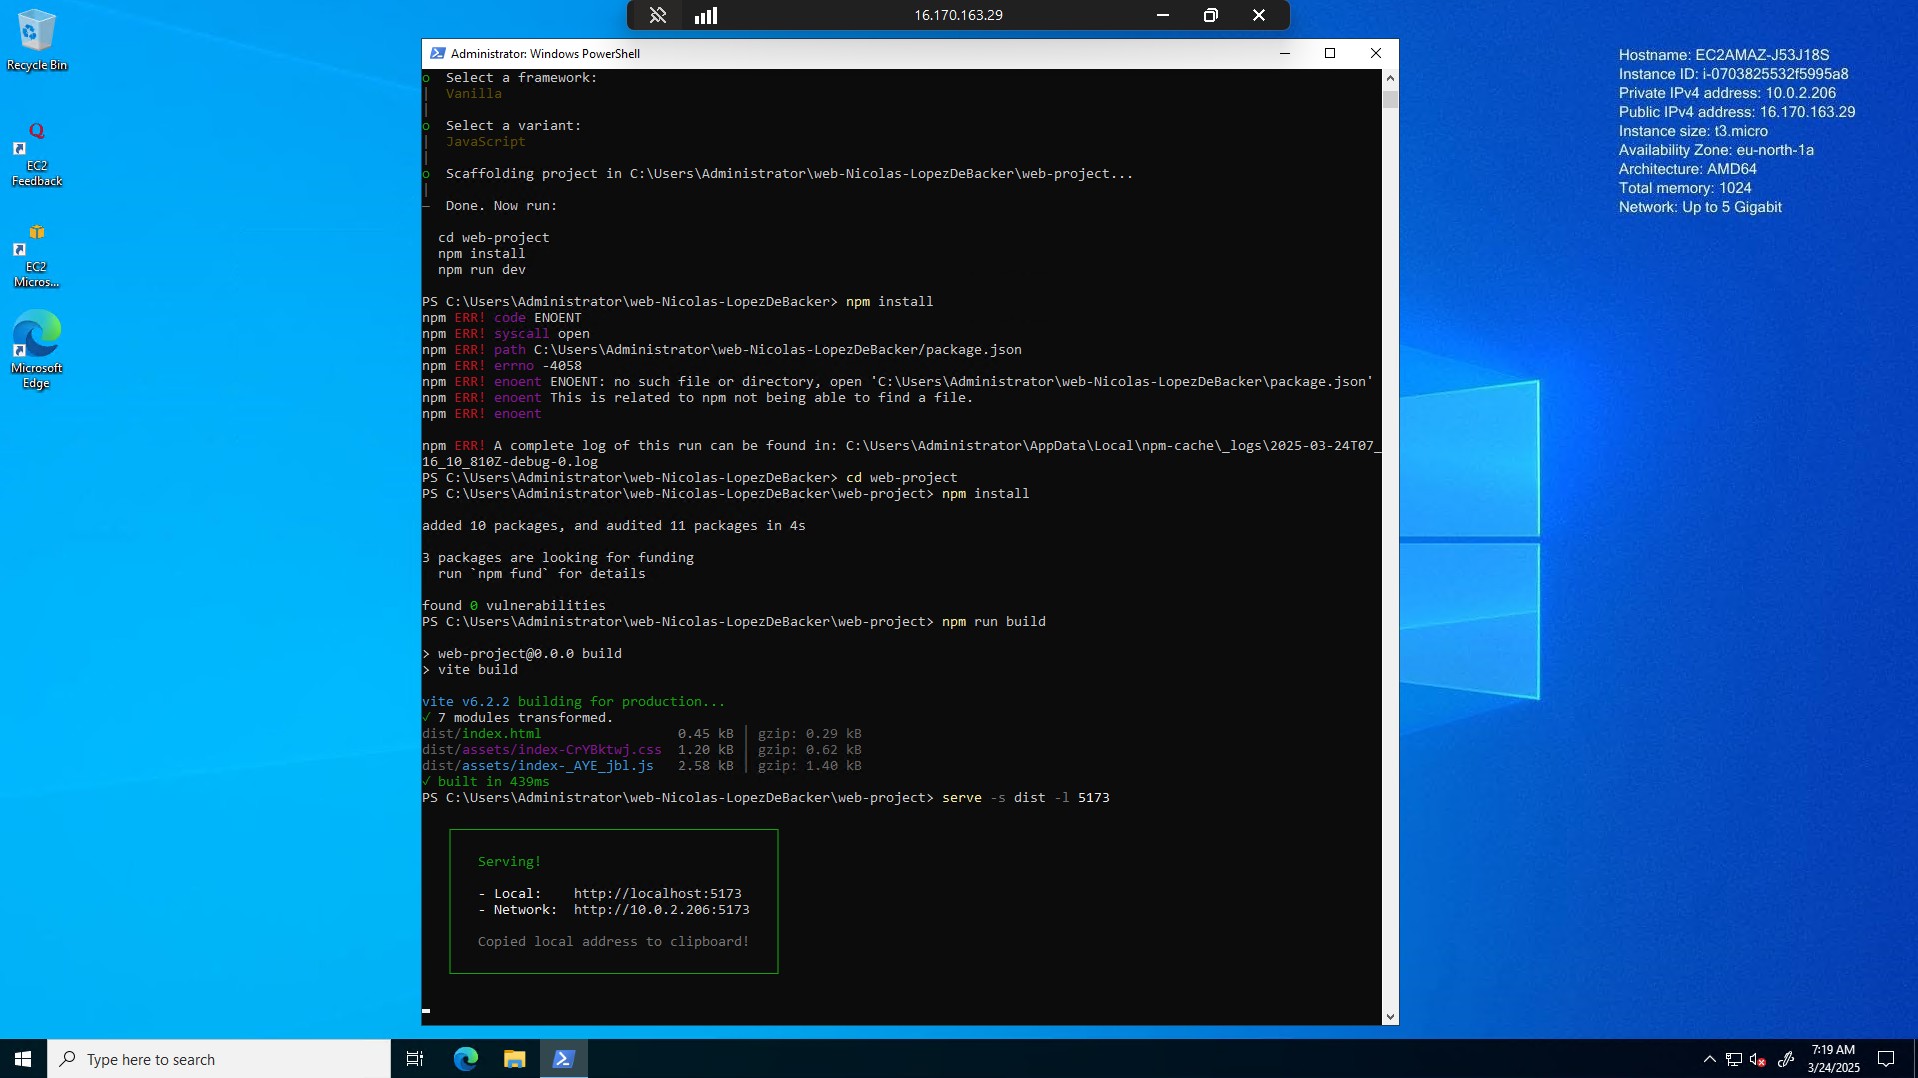 16.170.163.29
Recycle Bin
EC2
Feedback
EC2
Micros...
Microsoft
Edge
Administrator: Windows PowerShell
o  Select a framework:
|  Vanilla
|
o  Select a variant:
|  JavaScript
|
o  Scaffolding project in C:\Users\Administrator\web-Nicolas-LopezDeBacker\web-project...
|
—  Done. Now run:
cd web-project
npm install
npm run dev
PS C:\Users\Administrator\web-Nicolas-LopezDeBacker> npm install
npm ERR! code ENOENT
npm ERR! syscall open
npm ERR! path C:\Users\Administrator\web-Nicolas-LopezDeBacker/package.json
npm ERR! errno -4058
npm ERR! enoent ENOENT: no such file or directory, open 'C:\Users\Administrator\web-Nicolas-LopezDeBacker\package.json'
npm ERR! enoent This is related to npm not being able to find a file.
npm ERR! enoent
npm ERR! A complete log of this run can be found in: C:\Users\Administrator\AppData\Local\npm-cache\_logs\2025-03-24T07_
16_10_810Z-debug-0.log
PS C:\Users\Administrator\web-Nicolas-LopezDeBacker> cd web-project
PS C:\Users\Administrator\web-Nicolas-LopezDeBacker\web-project> npm install
added 10 packages, and audited 11 packages in 4s
3 packages are looking for funding
run `npm fund` for details
found 0 vulnerabilities
PS C:\Users\Administrator\web-Nicolas-LopezDeBacker\web-project> npm run build
> web-project@0.0.0 build
> vite build
vite v6.2.2 building for production...
✓ 7 modules transformed.
dist/index.html                 0.45 kB │ gzip: 0.29 kB
dist/assets/index-CrYBktwj.css  1.20 kB │ gzip: 0.62 kB
dist/assets/index-_AYE_jbl.js   2.58 kB │ gzip: 1.40 kB
✓ built in 439ms
PS C:\Users\Administrator\web-Nicolas-LopezDeBacker\web-project> serve -s dist -l 5173
Serving!
- Local:    http://localhost:5173
- Network:  http://10.0.2.206:5173
Copied local address to clipboard!
Hostname: EC2AMAZ-J53J18S
Instance ID: i-0703825532f5995a8
Private IPv4 address: 10.0.2.206
Public IPv4 address: 16.170.163.29
Instance size: t3.micro
Availability Zone: eu-north-1a
Architecture: AMD64
Total memory: 1024
Network: Up to 5 Gigabit
Type here to search
7:19 AM
3/24/2025